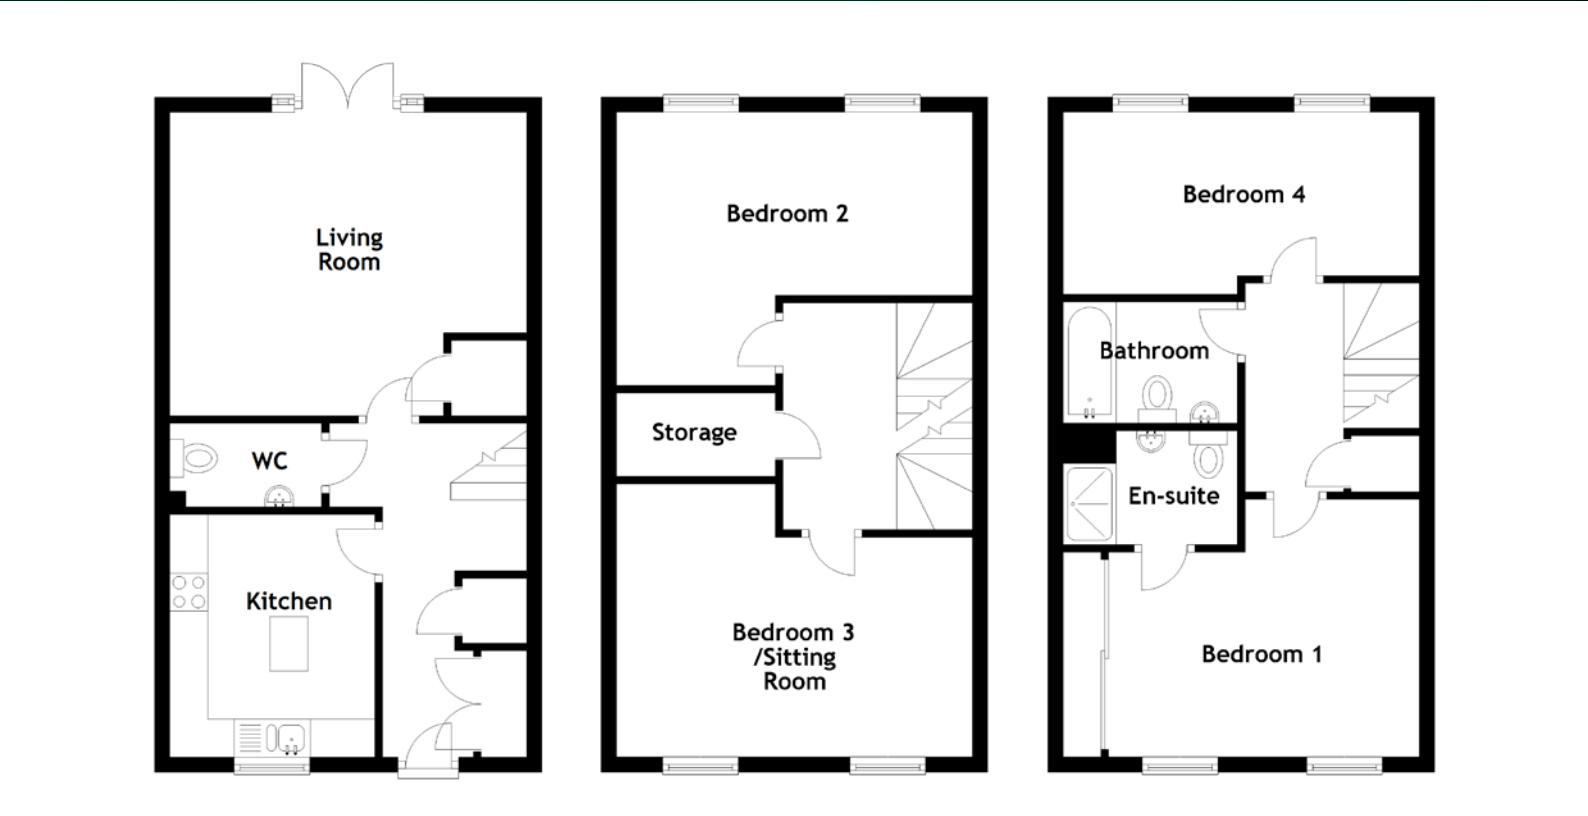 Living
Room
WC
Kitchen
Bedroom 2
Storage
Bedroom 3
/Sitting
Room
Bedroom 4
Bathroom
En-suite
Bedroom 1